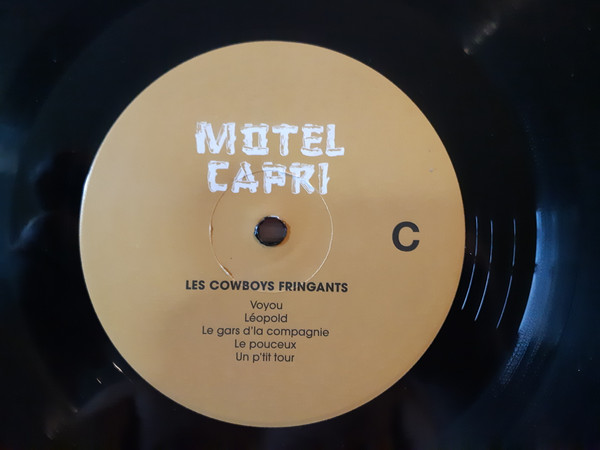 MOTEL
CAPRI
C
LES COWBOYS FRINGANTS
Voyou
Léopold
Le gars d'la compagnie
Le pouceux
Un p'tit tour